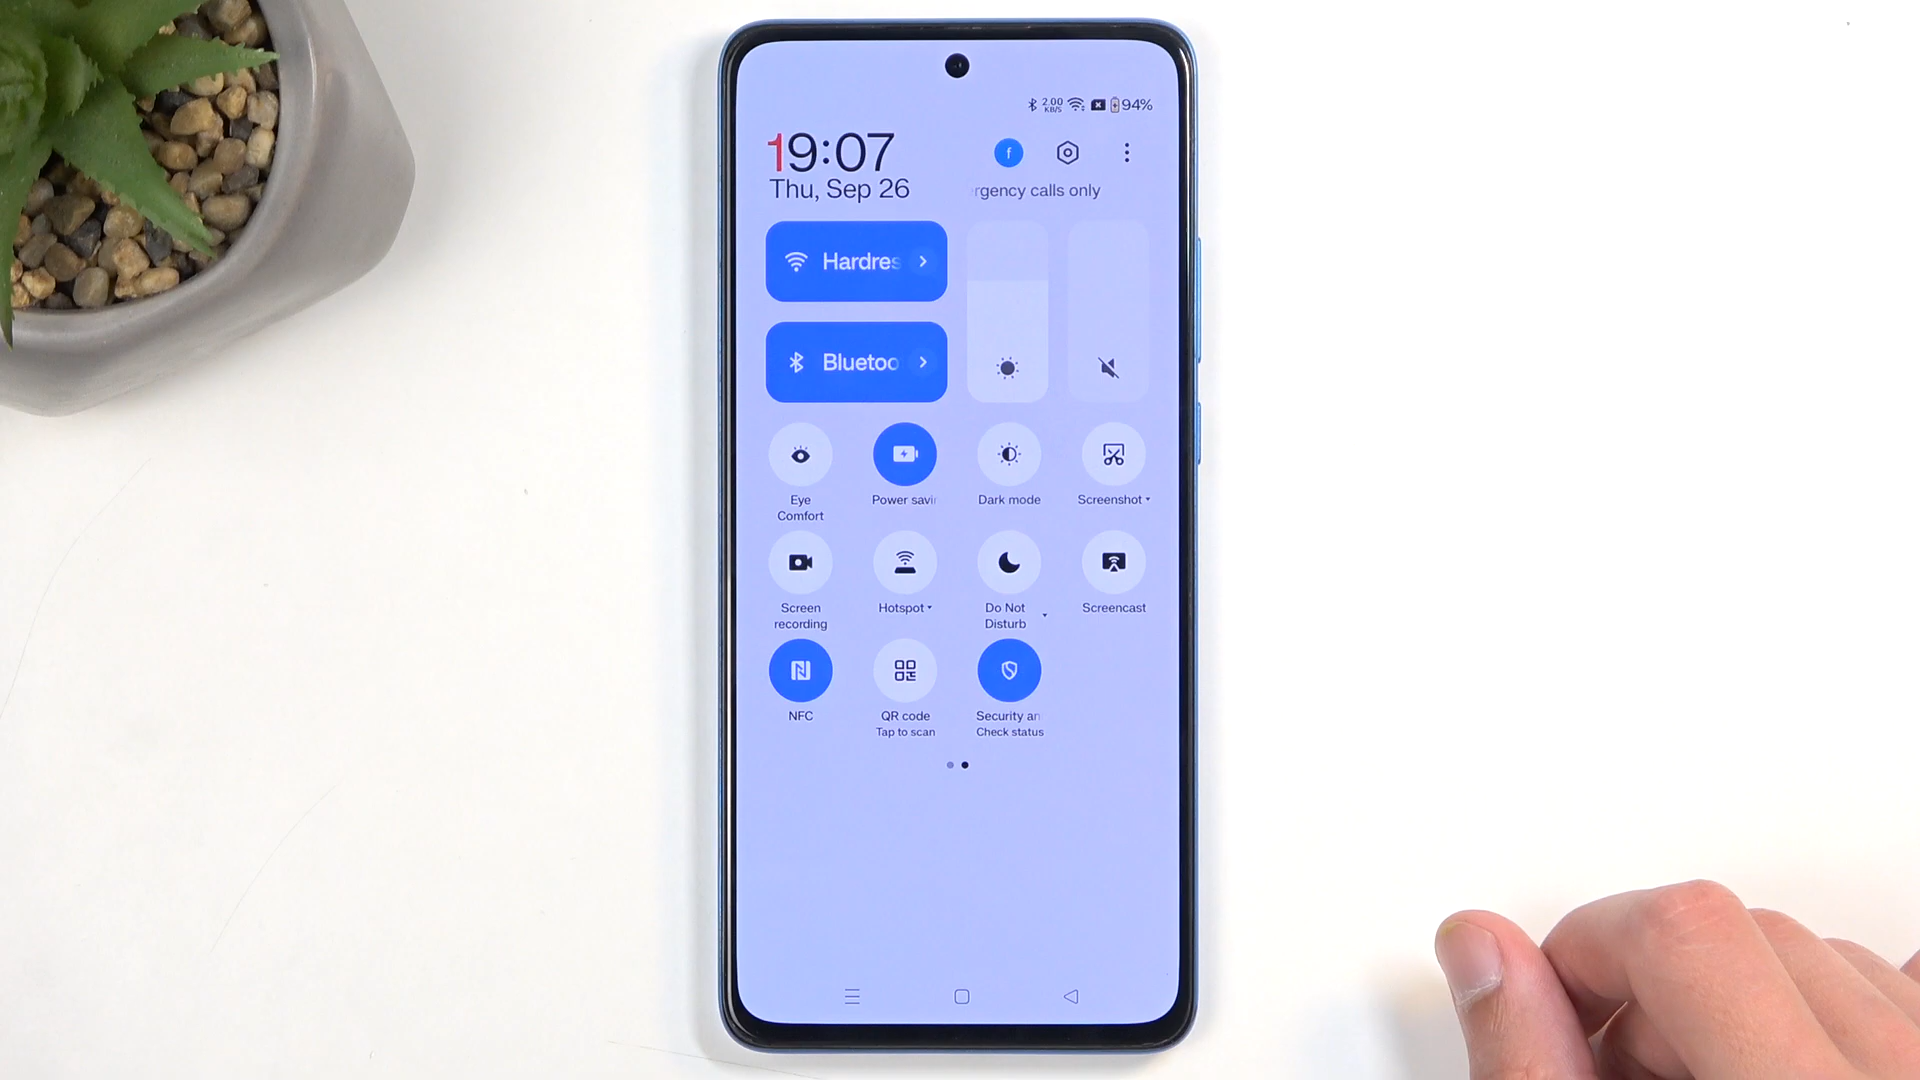 2.00
KB/S
94%
19:07
f
Thu, Sep 26
rgency calls only
Hardres
Bluetoo
Eye
Comfort
Power savi
Dark mode
Screenshot
Screen
recording
Hotspot
Do Not
Disturb
Screencast
NFC
QR code
Tap to scan
Security an
Check status